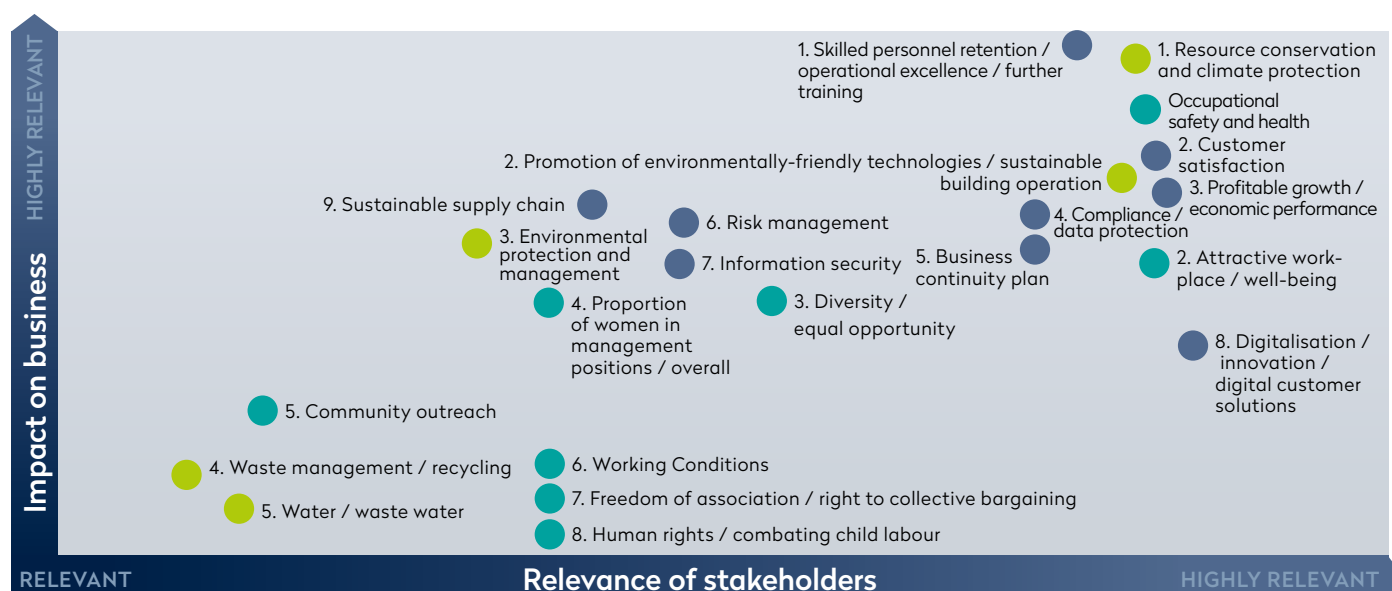 HIGHLY RELEVANT
Impact on business
1. Skilled personnel retention /
operational excellence / further
training
1. Resource conservation
and climate protection
Occupational
safety and health
2. Customer
satisfaction
2. Promotion of environmentally-friendly technologies / sustainable
building operation
3. Profitable growth /
economic performance
9. Sustainable supply chain
6. Risk management
4. Compliance /
data protection
3. Environmental
protection and
management
7. Information security
5. Business
continuity plan
2. Attractive work-
place / well-being
4. Proportion
of women in
management
positions / overall
3. Diversity /
equal opportunity
8. Digitalisation /
innovation /
digital customer
solutions
5. Community outreach
4. Waste management / recycling
6. Working Conditions
5. Water / waste water
7. Freedom of association / right to collective bargaining
8. Human rights / combating child labour
RELEVANT
Relevance of stakeholders
HIGHLY RELEVANT